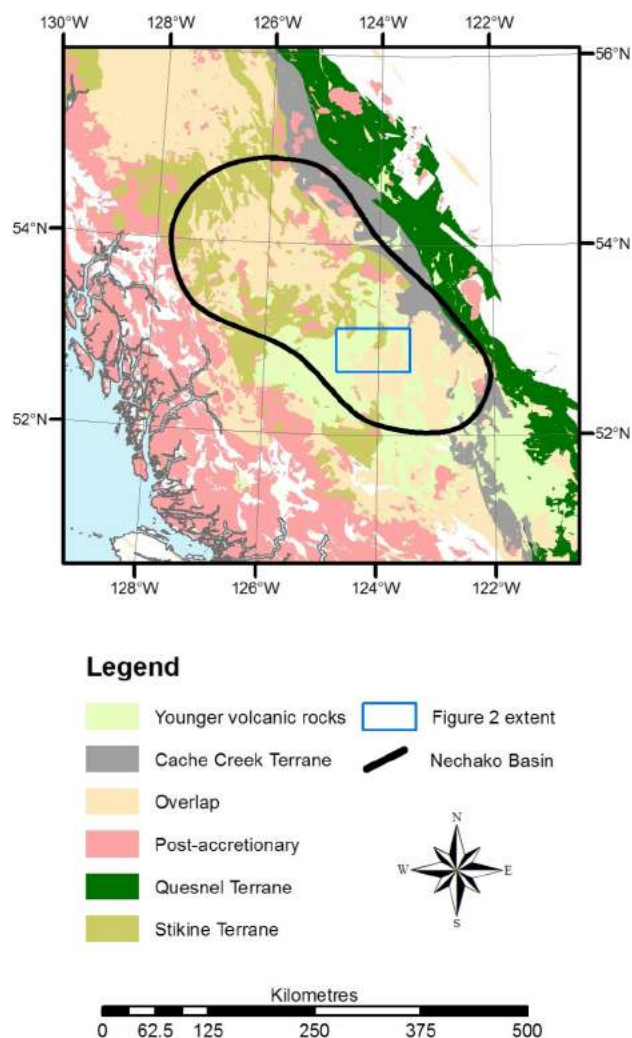 130°W 128°W 126°W 124°W 122°W
56°N
54°N 54°N
52°N 52°N
128°W 126°W 124°W 122°W
Legend
Younger volcanic rocks Figure 2 extent
Cache Creek Terrane Nechako Basin
Overlap
Post-accretionary
Quesnel Terrane
Stikine Terrane
N
W E
S
Kilometres
0 62.5 125 250 375 500